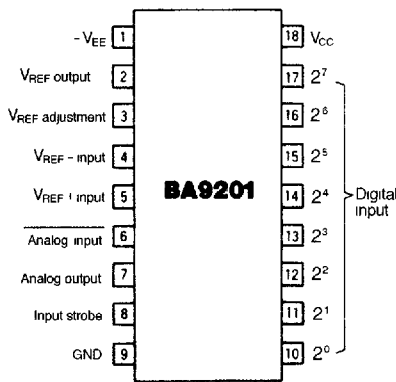 - VEE 1
VREF output 2
VREF adjustment 3
VREF - input 4
VREF + input 5
Analog input 6
Analog output 7
Input strobe 8
GND 9
BA9201
18 VCC
17 2⁷
16 2⁶
15 2⁵
14 2⁴
13 2³
12 2²
11 2¹
10 2⁰
Digital
input